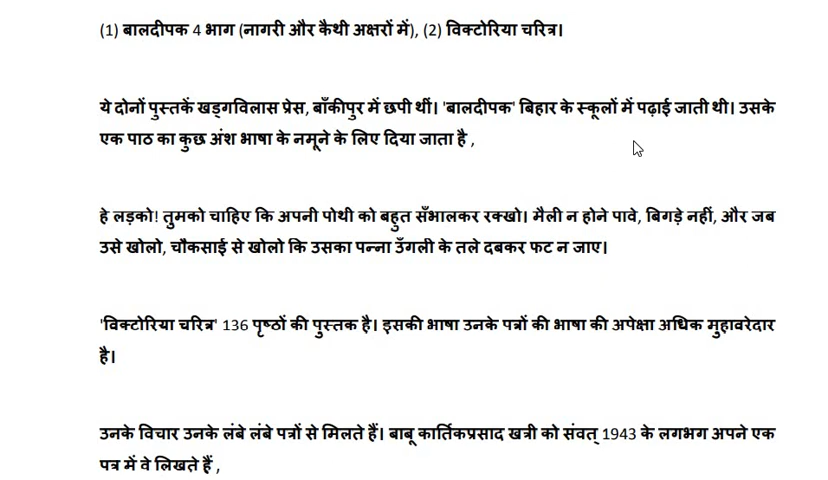 (1) बालदीपक 4 भाग (नागरी और कैथी अक्षरों में), (2) विक्टोरिया चरित्र।
ये दोनों पुस्तकें खड्गविलास प्रेस, बाँकीपुर में छपी थीं। 'बालदीपक' बिहार के स्कूलों में पढ़ाई जाती थी। उसके
एक पाठ का कुछ अंश भाषा के नमूने के लिए दिया जाता है ,
हे लड़को! तुमको चाहिए कि अपनी पोथी को बहुत सँभालकर रक्खो। मैली न होने पावे, बिगड़े नहीं, और जब
उसे खोलो, चौकसाई से खोलो कि उसका पन्ना उँगली के तले दबकर फट न जाए।
'विक्टोरिया चरित्र' 136 पृष्ठों की पुस्तक है। इसकी भाषा उनके पत्रों की भाषा की अपेक्षा अधिक मुहावरेदार
है।
उनके विचार उनके लंबे लंबे पत्रों से मिलते हैं। बाबू कार्तिकप्रसाद खत्री को संवत् 1943 के लगभग अपने एक
पत्र में वे लिखते हैं ,